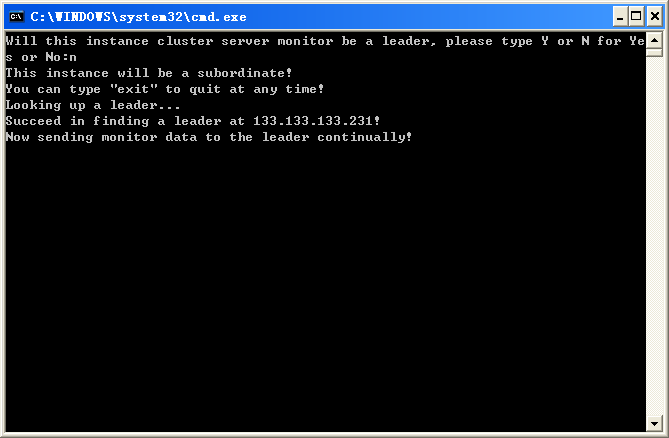 C:\WINDOWS\system32\cmd.exe
Will this instance cluster server monitor be a leader, please type Y or N for Ye
s or No:n
This instance will be a subordinate!
You can type "exit" to quit at any time!
Looking up a leader...
Succeed in finding a leader at 133.133.133.231!
Now sending monitor data to the leader continually!